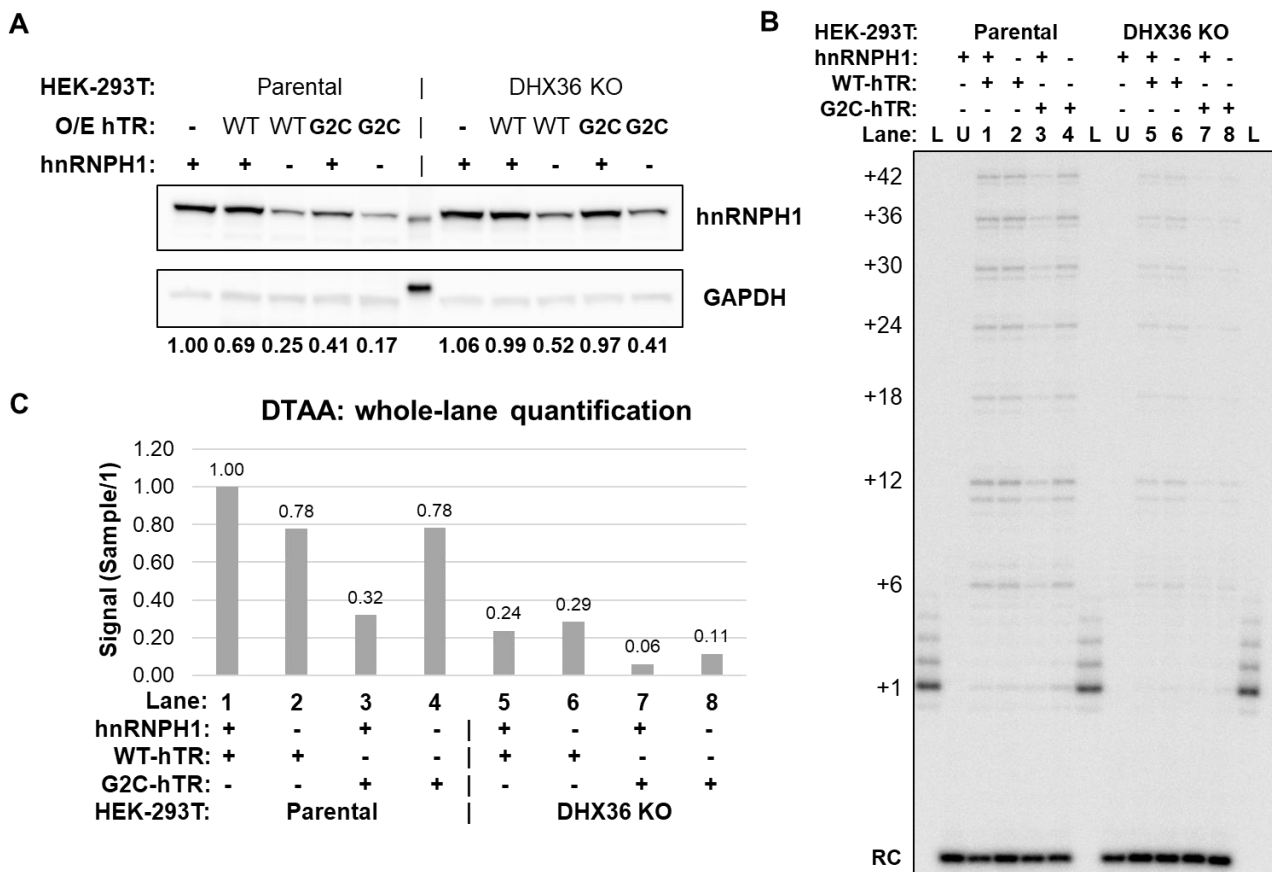 A
HEK-293T: Parental | DHX36 KO
O/E hTR: - WT WT G2C G2C | - WT WT G2C G2C
hnRNPH1: + + - + - | + + - + -
hnRNPH1
GAPDH
1.00 0.69 0.25 0.41 0.17 1.06 0.99 0.52 0.97 0.41
B
HEK-293T: Parental DHX36 KO
hnRNPH1: + + - + - + + - + -
WT-hTR: - + + - - - + + - -
G2C-hTR: - - - + + - - - + +
Lane: L U 1 2 3 4 L U 5 6 7 8 L
+42
+36
+30
+24
+18
+12
+6
+1
RC
C
DTAA: whole-lane quantification
Signal (Sample/1)
1.20
1.00
0.80
0.60
0.40
0.20
0.00
1.00 0.78 0.32 0.78 0.24 0.29 0.06 0.11
Lane: 1 2 3 4 5 6 7 8
hnRNPH1: + - + - | + - + -
WT-hTR: + + - - | + + - -
G2C-hTR: - - + + | - - + +
HEK-293T: Parental | DHX36 KO